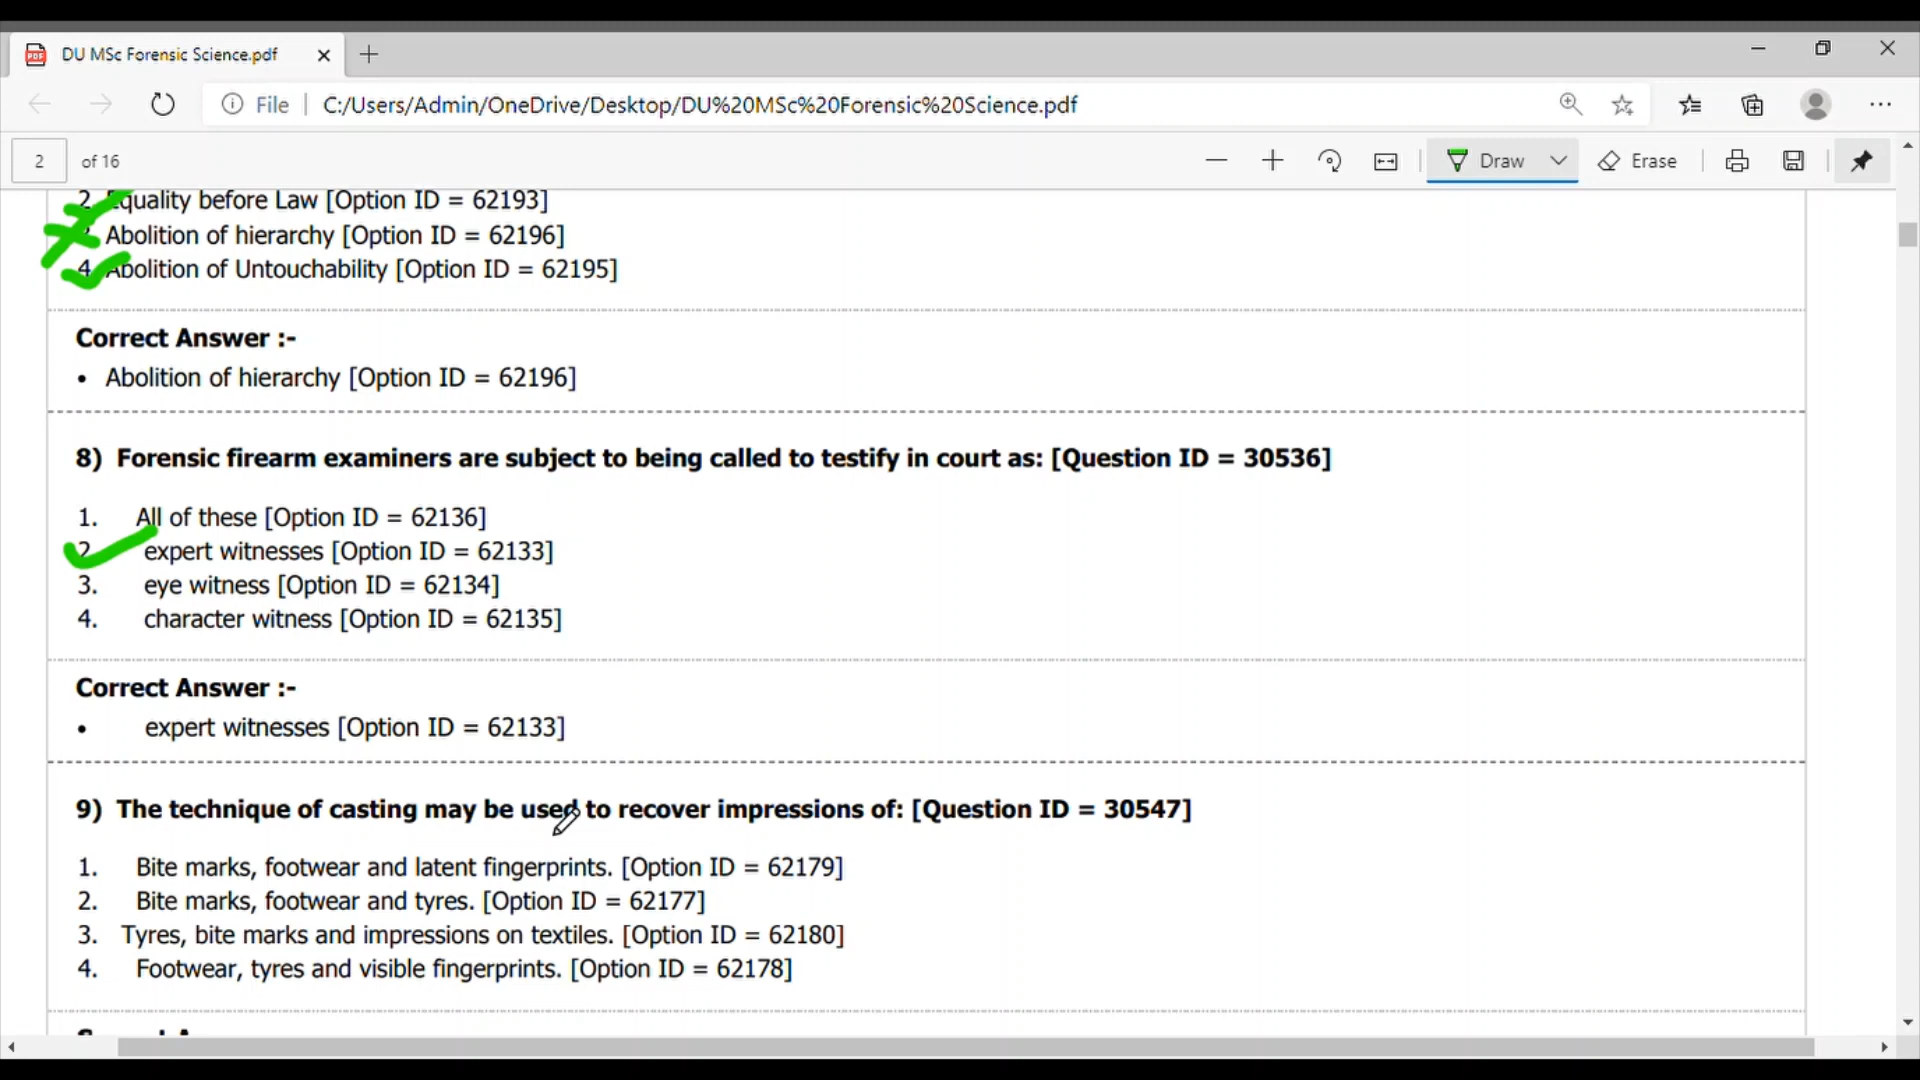 DU MSc Forensic Science.pdf
File
C:/Users/Admin/OneDrive/Desktop/DU%20MSc%20Forensic%20Science.pdf
2 of 16
Draw
Erase
2. Equality before Law [Option ID = 62193]
Abolition of hierarchy [Option ID = 62196]
4. Abolition of Untouchability [Option ID = 62195]
Correct Answer :-
• Abolition of hierarchy [Option ID = 62196]
8) Forensic firearm examiners are subject to being called to testify in court as: [Question ID = 30536]
1. All of these [Option ID = 62136]
2. expert witnesses [Option ID = 62133]
3. eye witness [Option ID = 62134]
4. character witness [Option ID = 62135]
Correct Answer :-
• expert witnesses [Option ID = 62133]
9) The technique of casting may be used to recover impressions of: [Question ID = 30547]
1. Bite marks, footwear and latent fingerprints. [Option ID = 62179]
2. Bite marks, footwear and tyres. [Option ID = 62177]
3. Tyres, bite marks and impressions on textiles. [Option ID = 62180]
4. Footwear, tyres and visible fingerprints. [Option ID = 62178]